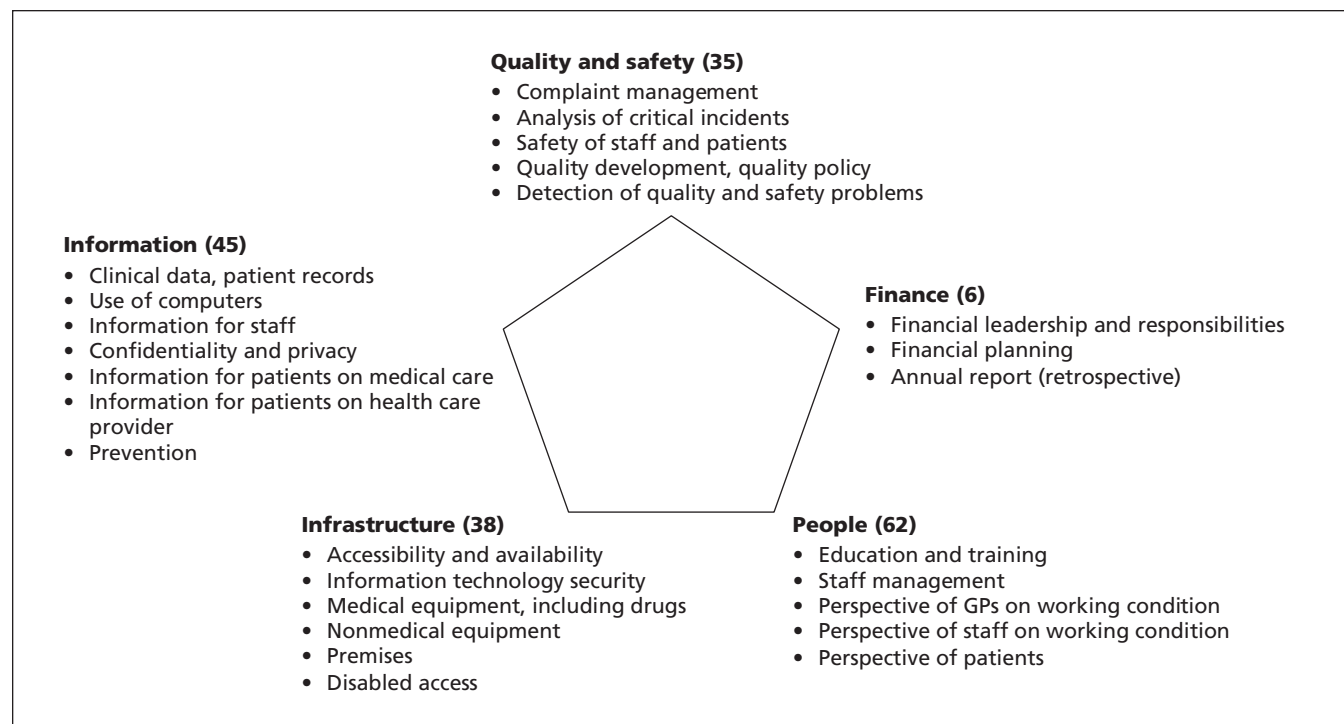 Quality and safety (35)
• Complaint management
• Analysis of critical incidents
• Safety of staff and patients
• Quality development, quality policy
• Detection of quality and safety problems
Information (45)
• Clinical data, patient records
• Use of computers
• Information for staff
• Confidentiality and privacy
• Information for patients on medical care
• Information for patients on health care
provider
• Prevention
Finance (6)
• Financial leadership and responsibilities
• Financial planning
• Annual report (retrospective)
Infrastructure (38)
• Accessibility and availability
• Information technology security
• Medical equipment, including drugs
• Nonmedical equipment
• Premises
• Disabled access
People (62)
• Education and training
• Staff management
• Perspective of GPs on working condition
• Perspective of staff on working condition
• Perspective of patients